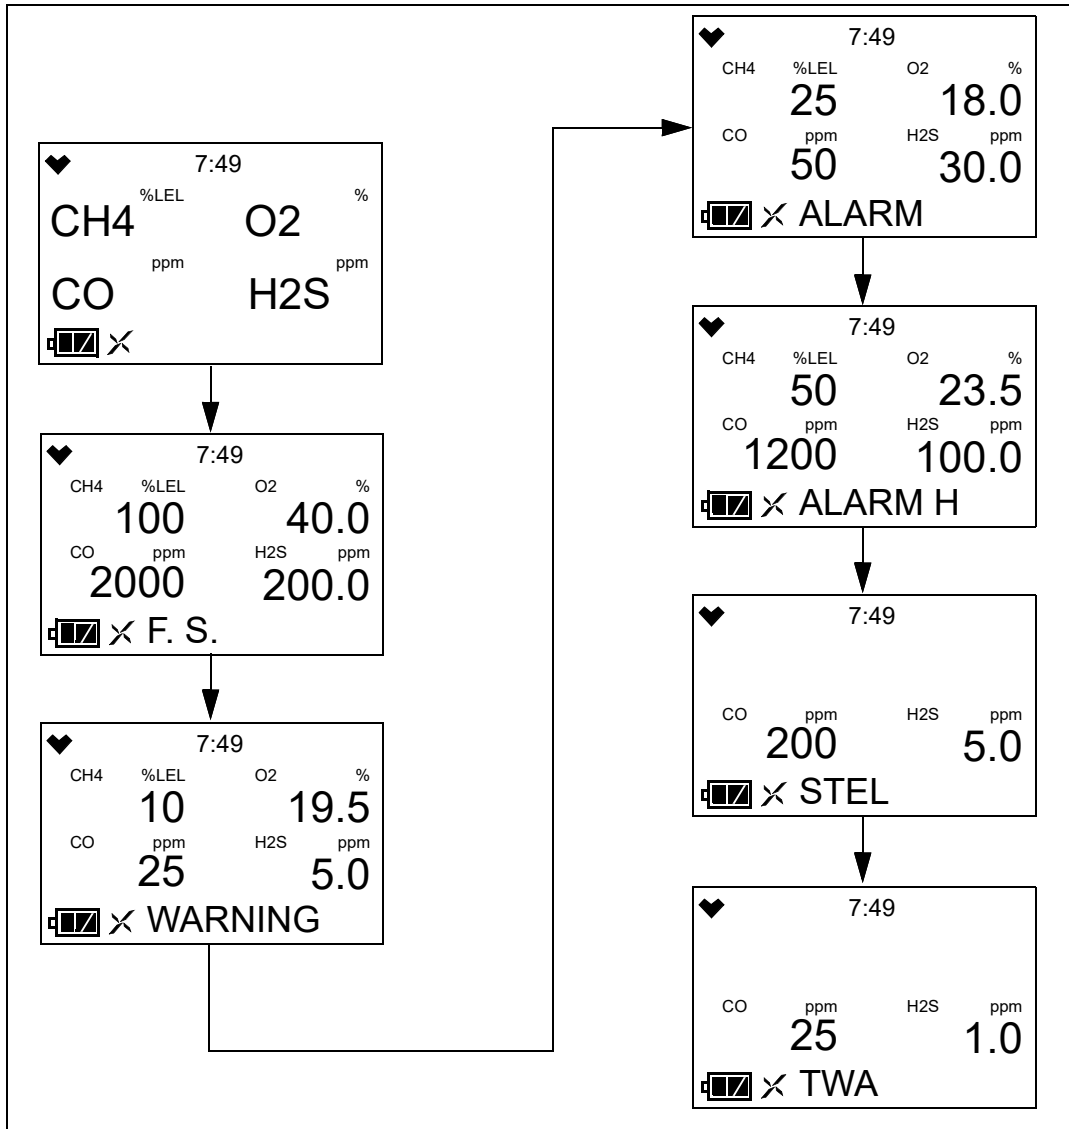 7:49
%LEL %
CH4 O2
ppm ppm
CO H2S
7:49
CH4 %LEL O2 %
100 40.0
CO ppm H2S ppm
2000 200.0
F. S.
7:49
CH4 %LEL O2 %
10 19.5
CO ppm H2S ppm
25 5.0
WARNING
7:49
CH4 %LEL O2 %
25 18.0
CO ppm H2S ppm
50 30.0
ALARM
7:49
CH4 %LEL O2 %
50 23.5
CO ppm H2S ppm
1200 100.0
ALARM H
7:49
CO ppm H2S ppm
200 5.0
STEL
7:49
CO ppm H2S ppm
25 1.0
TWA